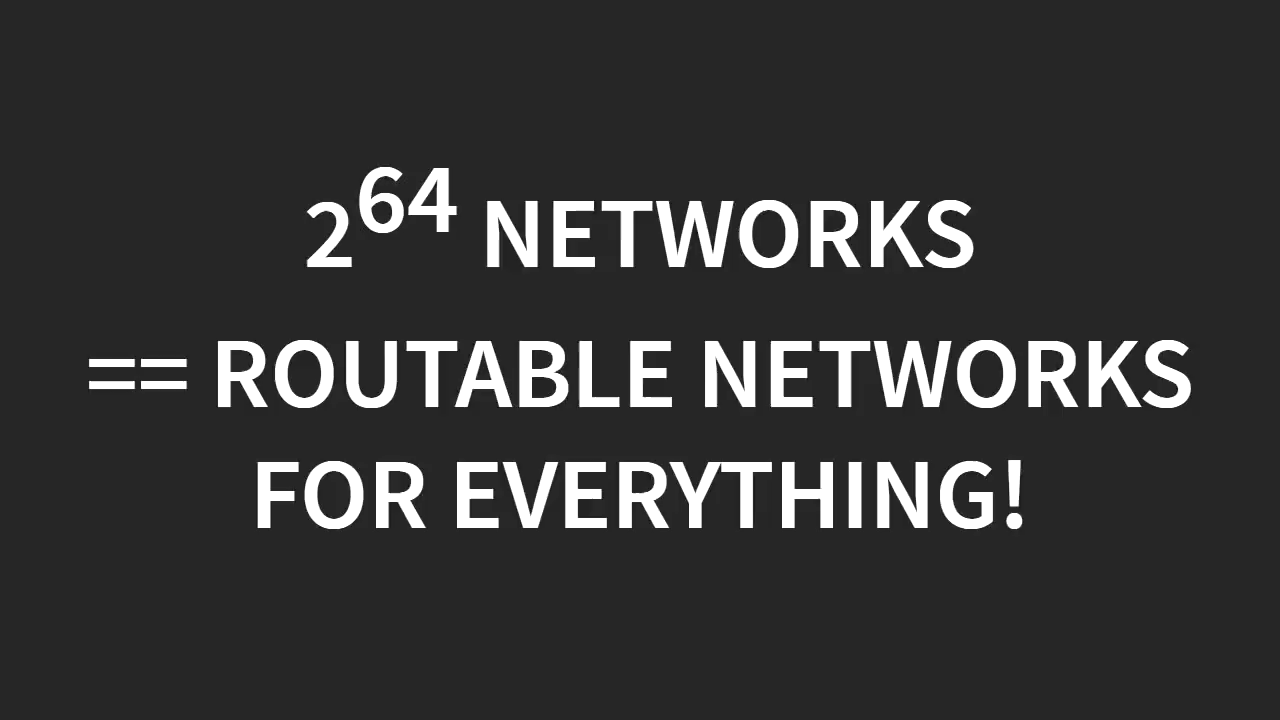 2⁶⁴ NETWORKS
== ROUTABLE NETWORKS
FOR EVERYTHING!